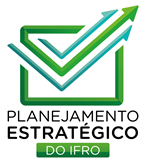 PLANEJAMENTO
ESTRATÉGICO
DO IFRO